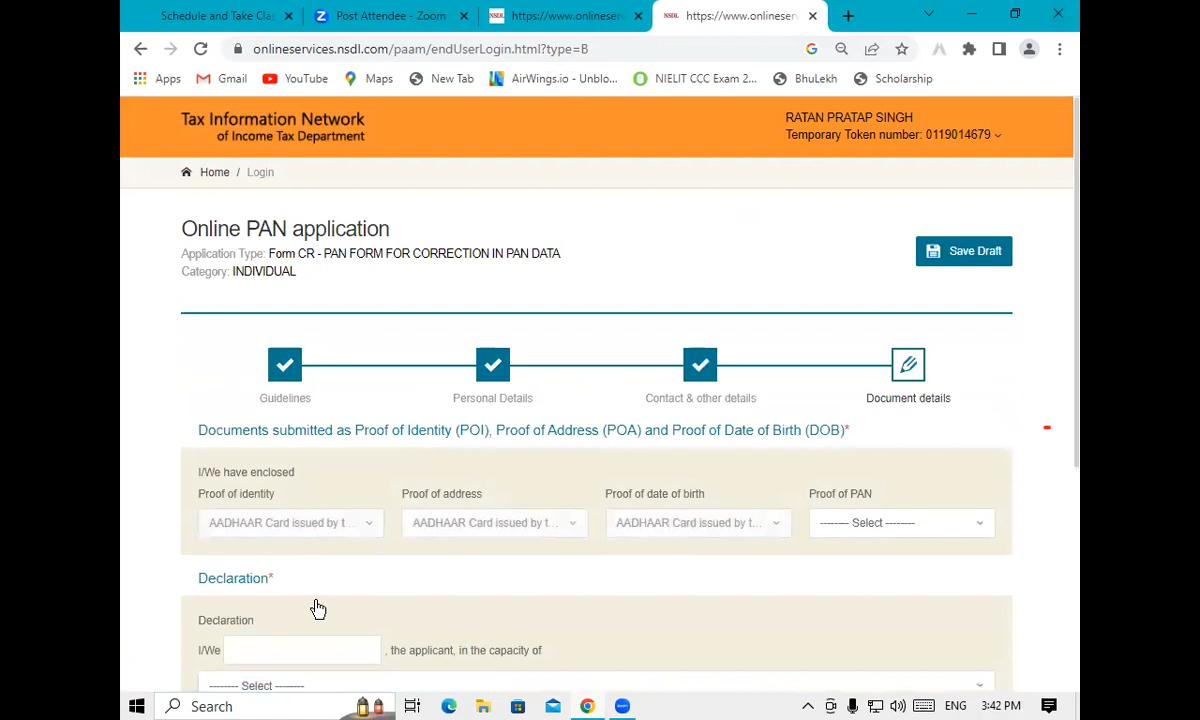 Schedule and Take Cla
Post Attendee - Zoom
NSDL https://www.onlineserv
NSDL https://www.onlineserv
onlineservices.nsdl.com/paam/endUserLogin.html?type=B
Apps Gmail YouTube Maps New Tab AirWings.io - Unblo... NIELIT CCC Exam 2... BhuLekh Scholarship
Tax Information Network
of Income Tax Department
RATAN PRATAP SINGH
Temporary Token number: 0119014679
Home / Login
Online PAN application
Application Type: Form CR - PAN FORM FOR CORRECTION IN PAN DATA
Category: INDIVIDUAL
Save Draft
Guidelines Personal Details Contact & other details Document details
Documents submitted as Proof of Identity (POI), Proof of Address (POA) and Proof of Date of Birth (DOB)*
I/We have enclosed
Proof of identity Proof of address Proof of date of birth Proof of PAN
AADHAAR Card issued by t... AADHAAR Card issued by t... AADHAAR Card issued by t... -------- Select --------
Declaration*
Declaration
I/We , the applicant, in the capacity of
-------- Select --------
Search
ENG 3:42 PM